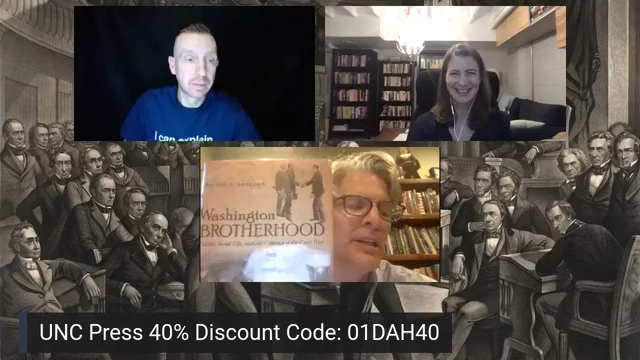 I can explain
Washington
BROTHERHOOD
UNC Press 40% Discount Code: 01DAH40